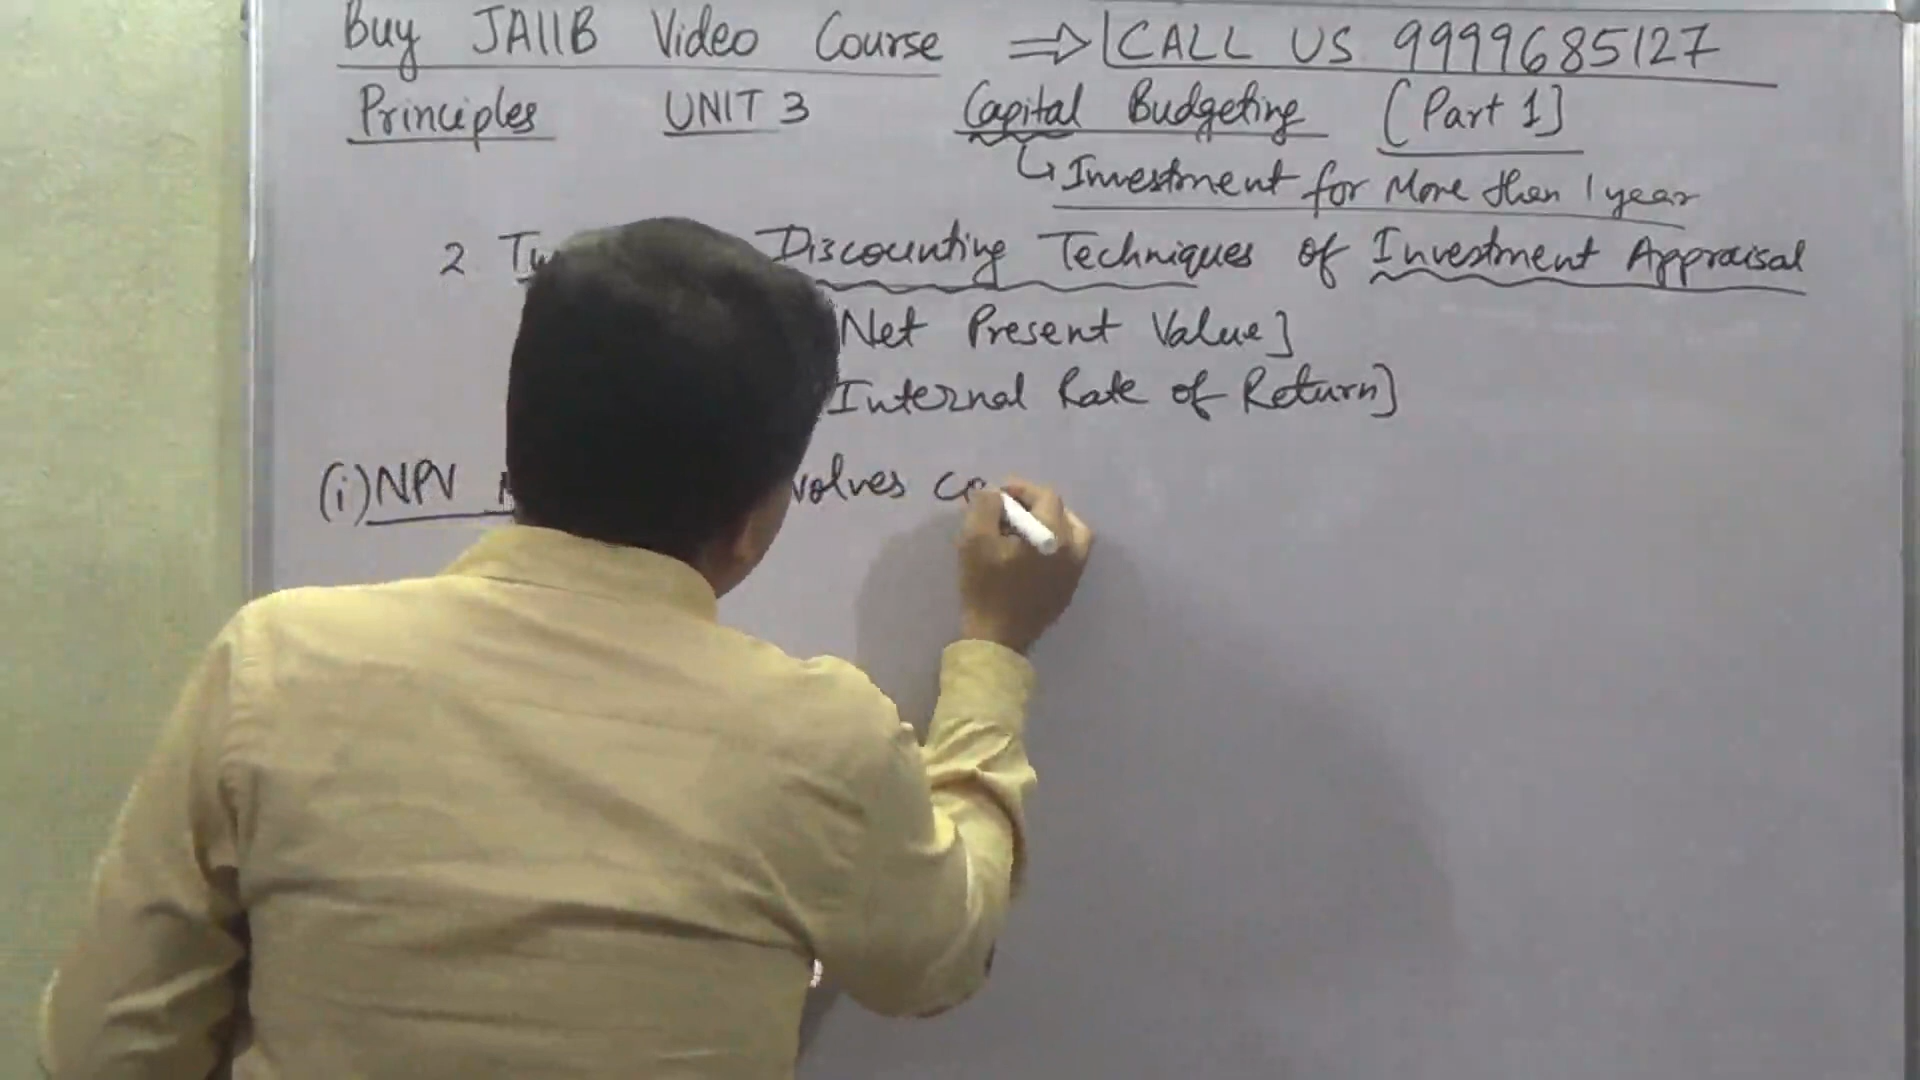 Buy JAIIB Video Course ⇒ CALL US 9999685127
Principles UNIT 3 Capital Budgeting [Part 1]
↳ Investment for More than 1 year
2. Discounting Techniques of Investment Appraisal
Net Present Value]
Internal Rate of Return]
(i) NPV volves